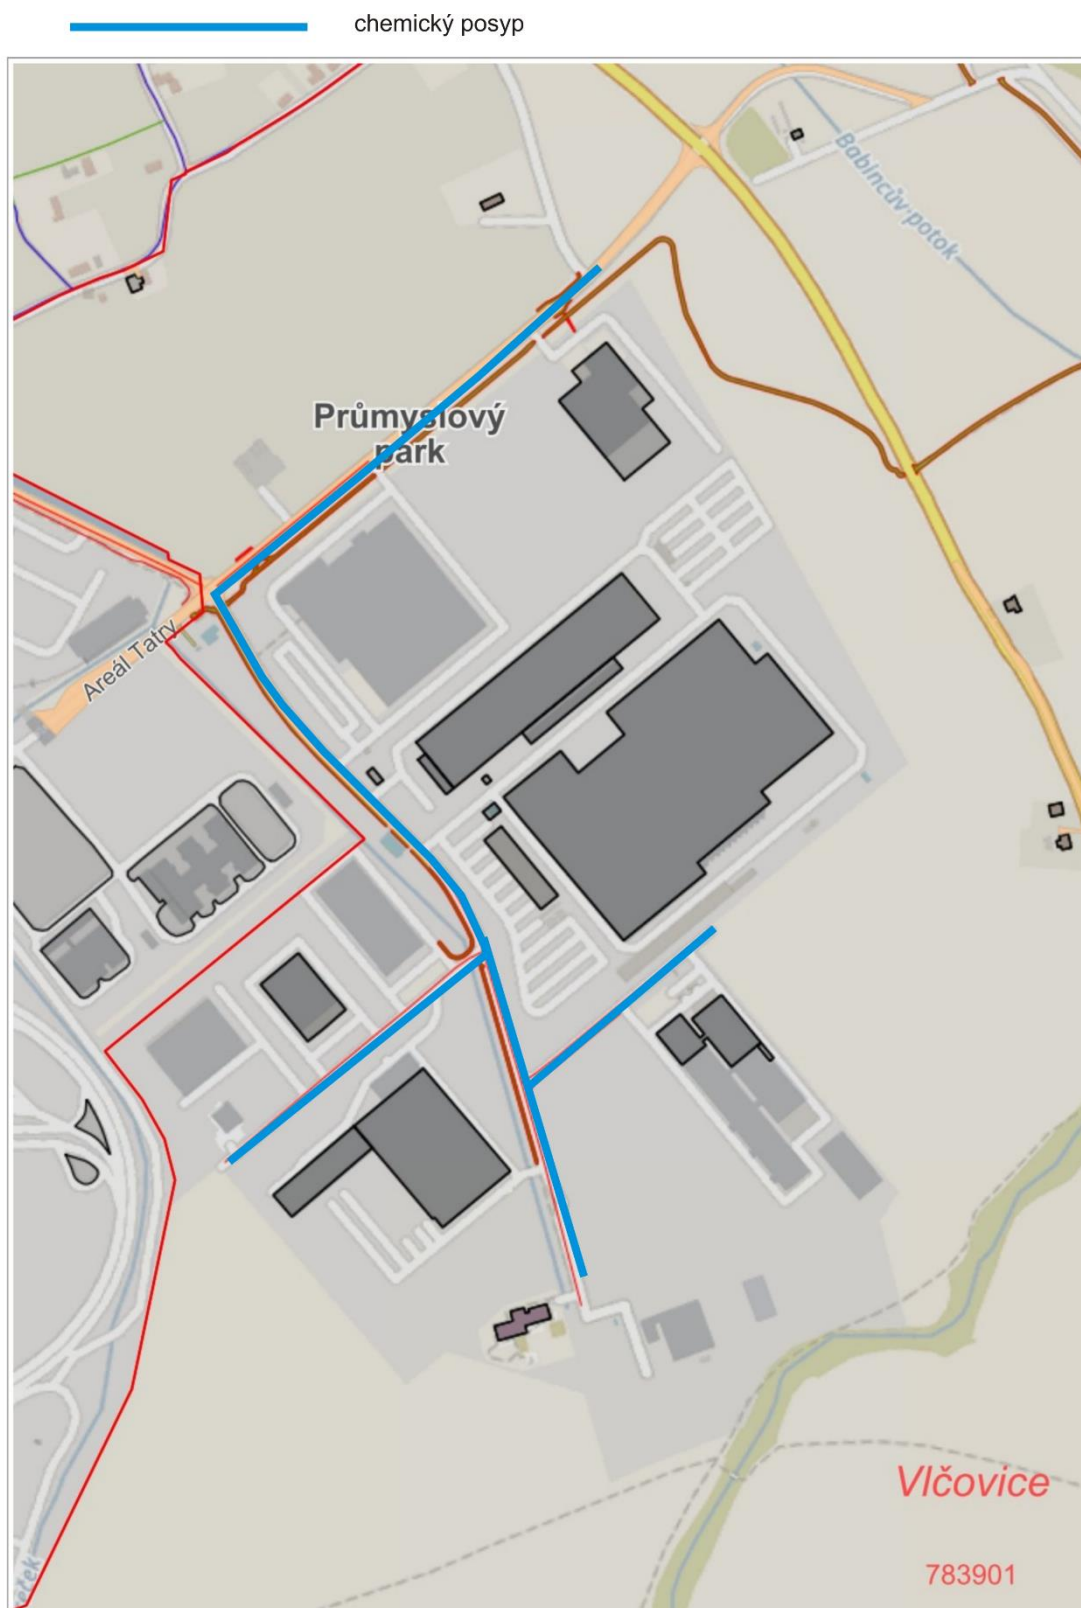 chemický posyp
Babincův potok
Průmyslový
park
Areál Tatry
Vlčovice
783901